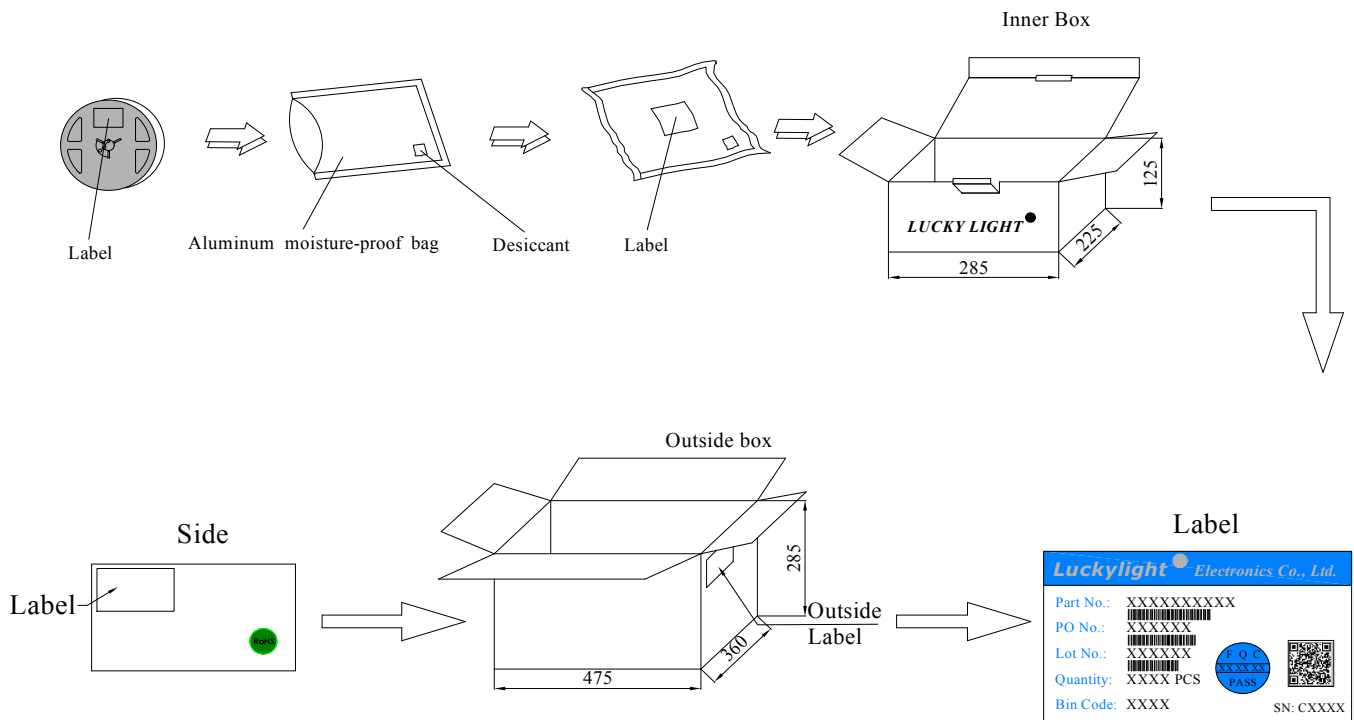 Inner Box
Label
Aluminum moisture-proof bag
Desiccant
Label
LUCKY LIGHT
125
225
285
Outside box
Side
Label
RoHS
285
360
475
Outside
Label
Label
Luckylight Electronics Co., Ltd.
Part No.: XXXXXXXXXX
PO No.: XXXXXX
Lot No.: XXXXXX
Quantity: XXXX PCS
Bin Code: XXXX
F Q C
XXXXXX
PASS
SN: CXXXX